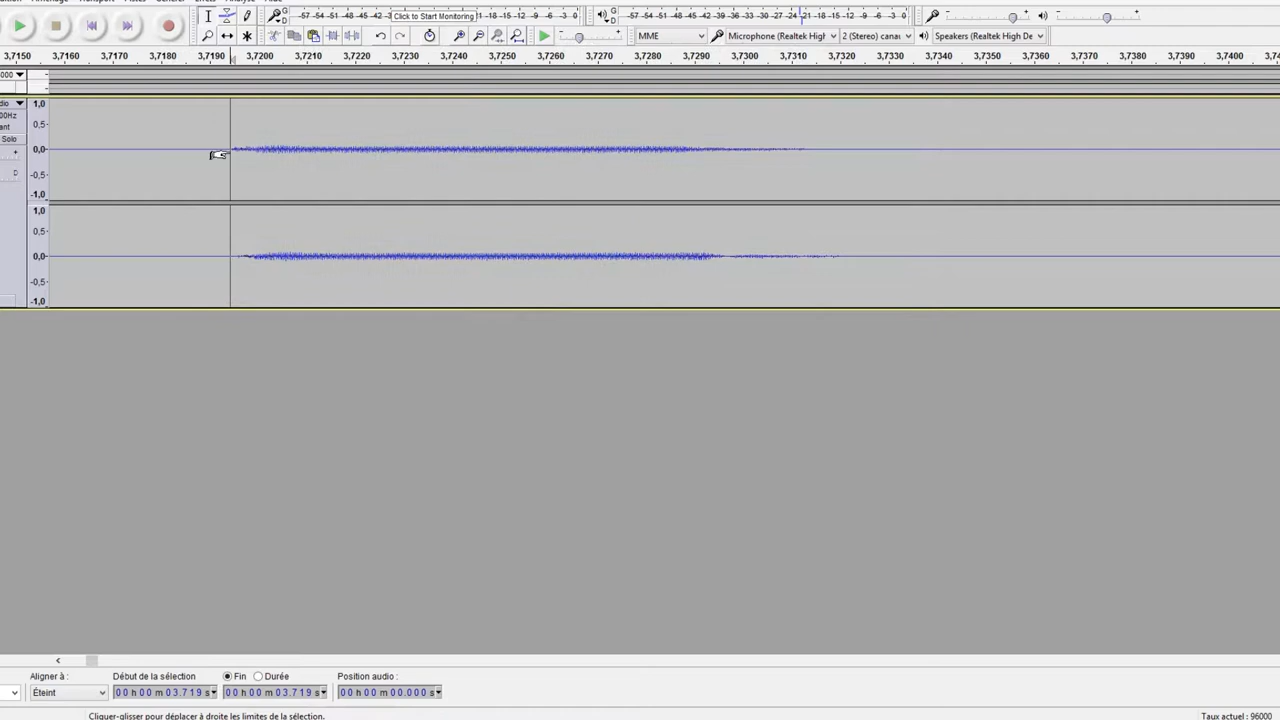 -57 -54 -51 -48 -45 -42 Click to Start Monitoring -18 -15 -12 -9 -6 -3 0
-57 -54 -51 -48 -45 -42 -39 -36 -33 -30 -27 -24 -21 -18 -15 -12 -9 -6 -3 0
G
D
G
D
MME Microphone (Realtek High 2 (Stereo) canau Speakers (Realtek High De
3,7150 3,7160 3,7170 3,7180 3,7190 3,7200 3,7210 3,7220 3,7230 3,7240 3,7250 3,7260 3,7270 3,7280 3,7290 3,7300 3,7310 3,7320 3,7330 3,7340 3,7350 3,7360 3,7370 3,7380 3,7390 3,7400 3,74
000
dio 1,0
00Hz 0,5
ant
Solo 0,0
D -0,5
-1,0
1,0
0,5
0,0
-0,5
-1,0
Aligner à : Début de la sélection Fin Durée Position audio :
Éteint 00 h 00 m 03.719 s 00 h 00 m 03.719 s 00 h 00 m 00.000 s
Cliquer-glisser pour déplacer à droite les limites de la sélection. Taux actuel : 96000